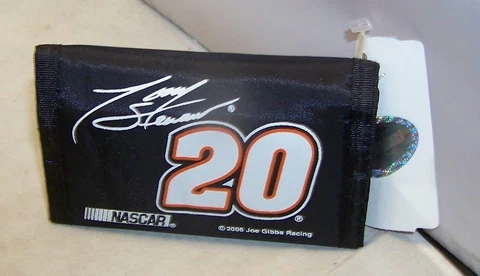 Tony
Stewart®
20®
NASCAR®
© 2006 Joe Gibbs Racing